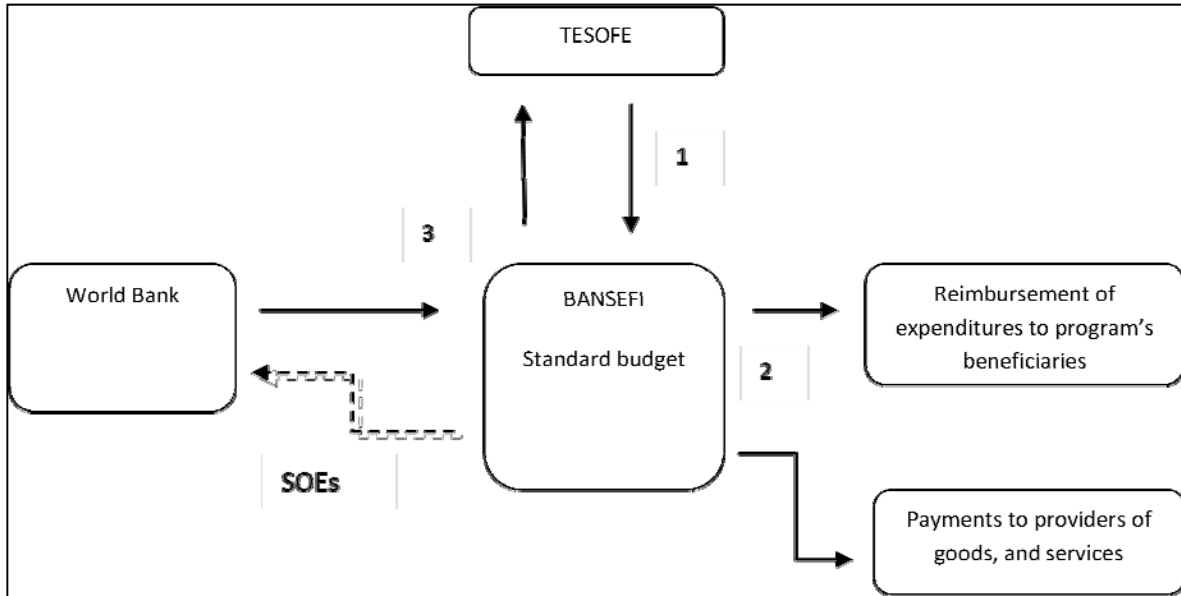 TESOFE
1
3
World Bank
BANSEFI
Standard budget
Reimbursement of
expenditures to program's
beneficiaries
2
SOEs
Payments to providers of
goods, and services